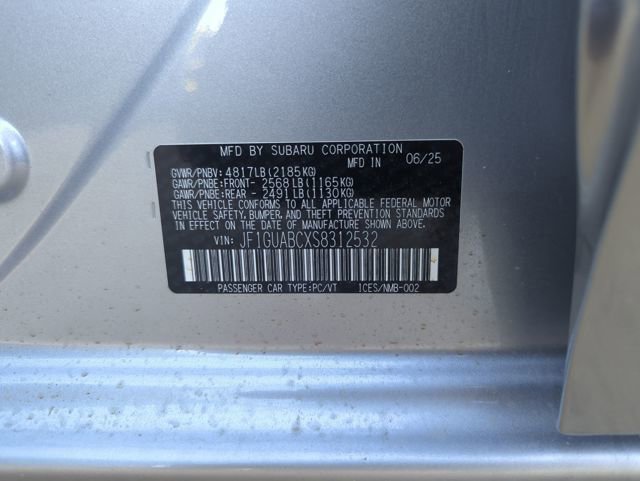 MFD BY SUBARU CORPORATION
MFD IN 06/25
GVWR/PNBV: 4817LB(2185KG)
GAWR/PNBE:FRONT- 2568LB(1165KG)
GAWR/PNBE:REAR - 2491LB(1130KG)
THIS VEHICLE CONFORMS TO ALL APPLICABLE FEDERAL MOTOR
VEHICLE SAFETY, BUMPER, AND THEFT PREVENTION STANDARDS
IN EFFECT ON THE DATE OF MANUFACTURE SHOWN ABOVE.
VIN: JF1GUABCXS8312532
PASSENGER CAR TYPE:PC/VT ICES/NMB-002